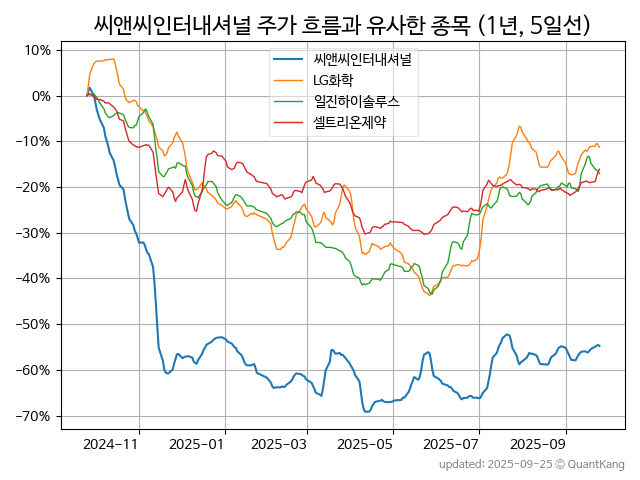 씨앤씨인터내셔널 주가 흐름과 유사한 종목 (1년, 5일선)
씨앤씨인터내셔널
LG화학
일진하이솔루스
셀트리온제약
10%
0%
−10%
−20%
−30%
−40%
−50%
−60%
−70%
2024-11 2025-01 2025-03 2025-05 2025-07 2025-09
updated: 2025-09-25 © QuantKang